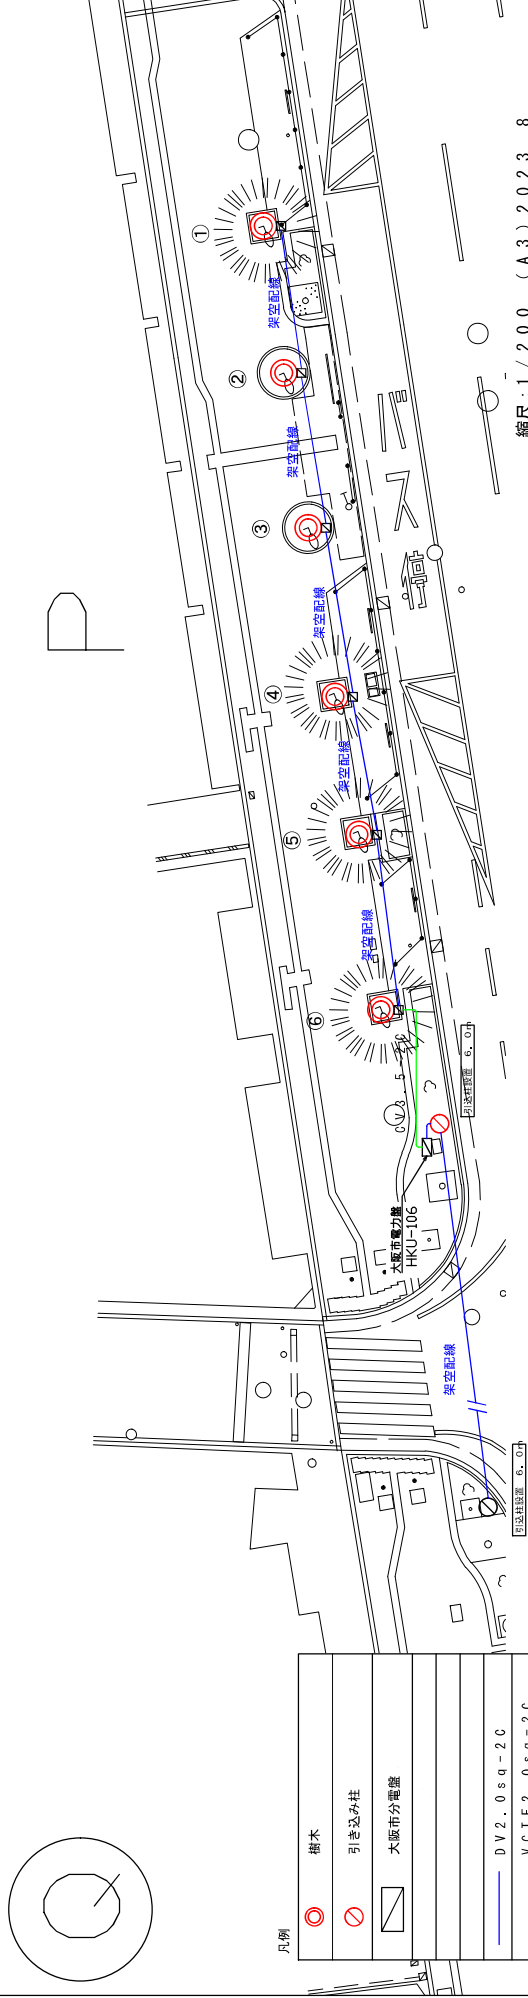 ①
架空配線
②
架空配線
③
架空配線
④
架空配線
⑤
架空配線
⑥
CV3.5-2C
引込柱設置 6.0m
大阪市電力盤
HKU-106
架空配線
引込柱設置 6.0m
バス停
P
縮尺:1/200 (A3)2023.8
凡例
樹木
引き込み柱
大阪市分電盤
DV2.0sq-2C
VCTF2.0sq-2C